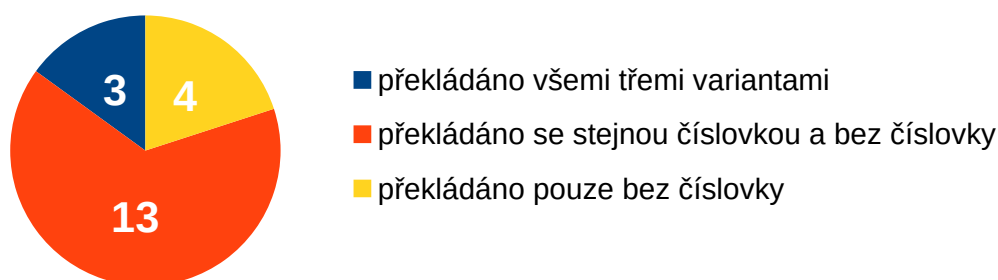 3
4
13
překládáno všemi třemi variantami
překládáno se stejnou číslovkou a bez číslovky
překládáno pouze bez číslovky